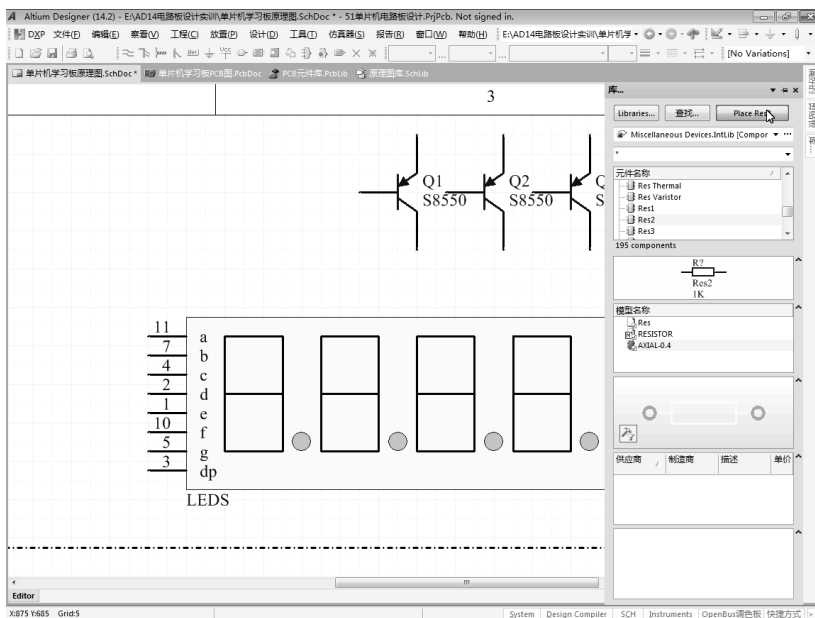 Altium Designer (14.2) - E:\AD14电路板设计实训\单片机学习板原理图.SchDoc * - 51单片机电路板设计.PrjPcb. Not signed in.
DXP 文件(F) 编辑(E) 察看(V) 工程(C) 放置(P) 设计(D) 工具(T) 仿真器(S) 报告(R) 窗口(W) 帮助(H) E:\AD14电路板设计实训\单片机学
[No Variations]
单片机学习板原理图.SchDoc * 单片机学习板PCB图.PcbDoc PCB元件库.PcbLib 原理图库.SchLib
3
Q1
S8550
Q2
S8550
Q
S
11 a
7 b
4 c
2 d
1 e
10 f
5 g
3 dp
LEDS
库...
Libraries... 查找... Place Res
Miscellaneous Devices.IntLib [Compor
*
元件名称
Res Thermal
Res Varistor
Res1
Res2
Res3
195 components
R?
Res2
1K
模型名称
Res
RESISTOR
AXIAL-0.4
供应商 制造商 描述 单价
Editor
X:875 Y:685 Grid:5
System Design Compiler SCH Instruments OpenBus调色板 快捷方式 >